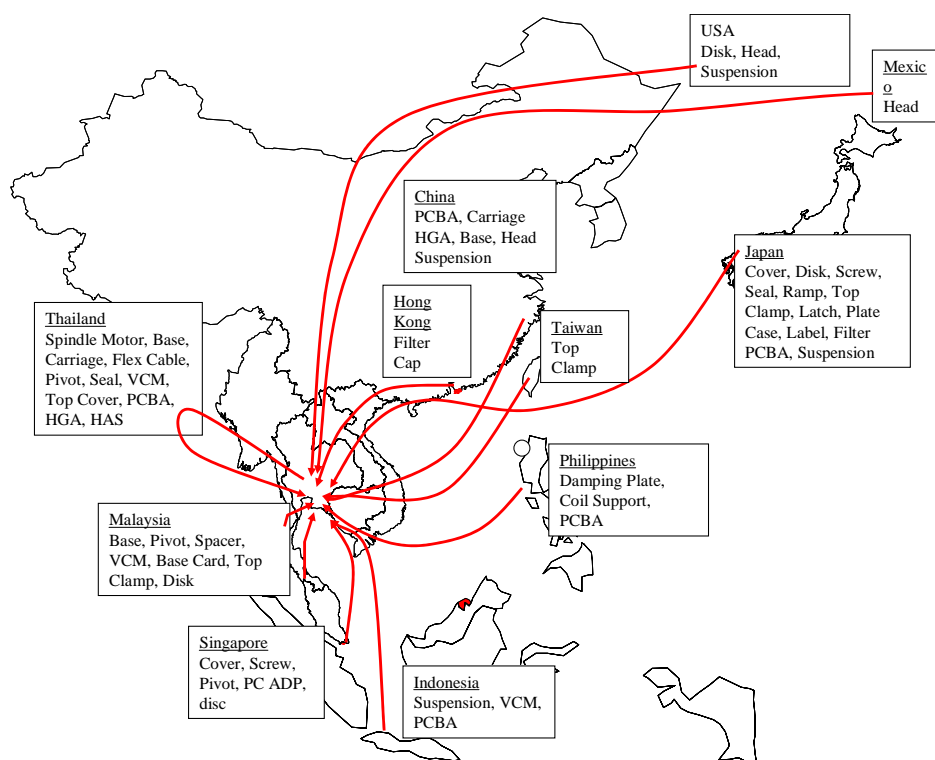 USA
Disk, Head,
Suspension
Mexic
o
Head
China
PCBA, Carriage
HGA, Base, Head
Suspension
Japan
Cover, Disk, Screw,
Seal, Ramp, Top
Clamp, Latch, Plate
Case, Label, Filter
PCBA, Suspension
Hong
Kong
Filter
Cap
Taiwan
Top
Clamp
Thailand
Spindle Motor, Base,
Carriage, Flex Cable,
Pivot, Seal, VCM,
Top Cover, PCBA,
HGA, HAS
Philippines
Damping Plate,
Coil Support,
PCBA
Malaysia
Base, Pivot, Spacer,
VCM, Base Card, Top
Clamp, Disk
Singapore
Cover, Screw,
Pivot, PC ADP,
disc
Indonesia
Suspension, VCM,
PCBA